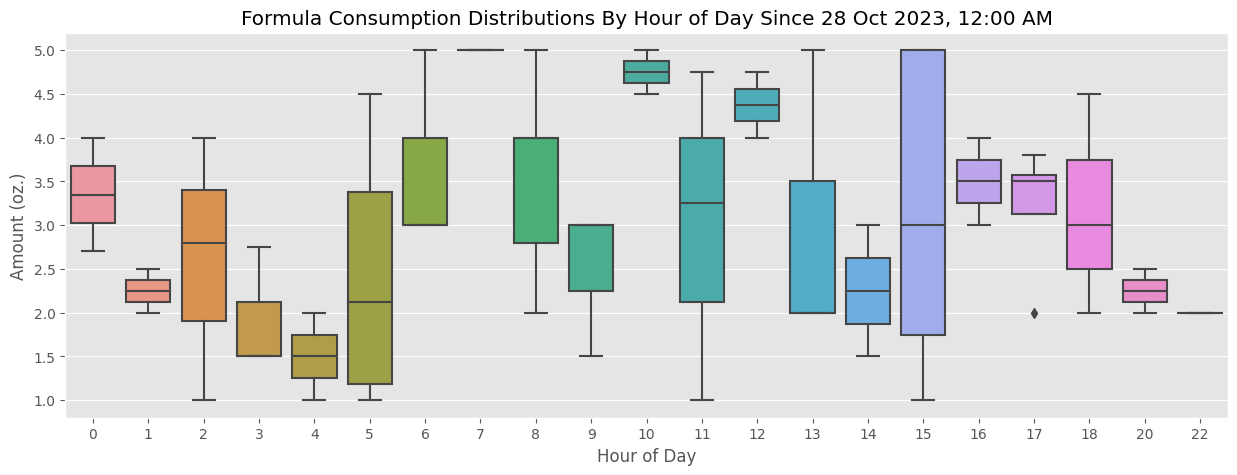 Formula Consumption Distributions By Hour of Day Since 28 Oct 2023, 12:00 AM
Amount (oz.)
5.0
4.5
4.0
3.5
3.0
2.5
2.0
1.5
1.0
0 1 2 3 4 5 6 7 8 9 10 11 12 13 14 15 16 17 18 20 22
Hour of Day